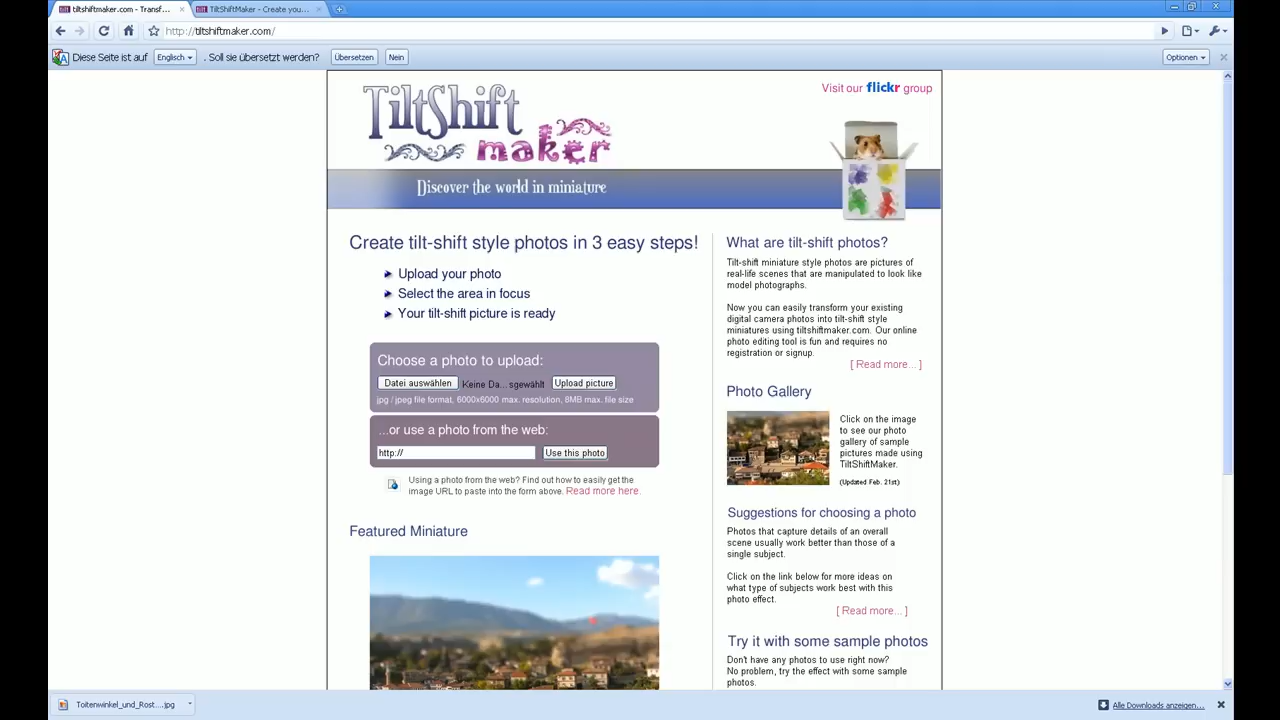 tiltshiftmaker.com - Transf...
TiltShiftMaker - Create you...
http://tiltshiftmaker.com/
Diese Seite ist auf Englisch . Soll sie übersetzt werden? Übersetzen Nein Optionen
Visit our flickr group
TiltShift
maker
Discover the world in miniature
Create tilt-shift style photos in 3 easy steps!
Upload your photo
Select the area in focus
Your tilt-shift picture is ready
Choose a photo to upload:
Datei auswählen Keine Da... sgewählt Upload picture
jpg / jpeg file format, 6000x6000 max. resolution, 8MB max. file size
...or use a photo from the web:
http:// Use this photo
Using a photo from the web? Find out how to easily get the
image URL to paste into the form above. Read more here.
Featured Miniature
What are tilt-shift photos?
Tilt-shift miniature style photos are pictures of
real-life scenes that are manipulated to look like
model photographs.
Now you can easily transform your existing
digital camera photos into tilt-shift style
miniatures using tiltshiftmaker.com. Our online
photo editing tool is fun and requires no
registration or signup.
[ Read more... ]
Photo Gallery
Click on the image
to see our photo
gallery of sample
pictures made using
TiltShiftMaker.
(Updated Feb. 21st)
Suggestions for choosing a photo
Photos that capture details of an overall
scene usually work better than those of a
single subject.
Click on the link below for more ideas on
what type of subjects work best with this
photo effect.
[ Read more... ]
Try it with some sample photos
Don't have any photos to use right now?
No problem, try the effect with some sample
photos.
Toitenwinkel_und_Rost....jpg
Alle Downloads anzeigen...